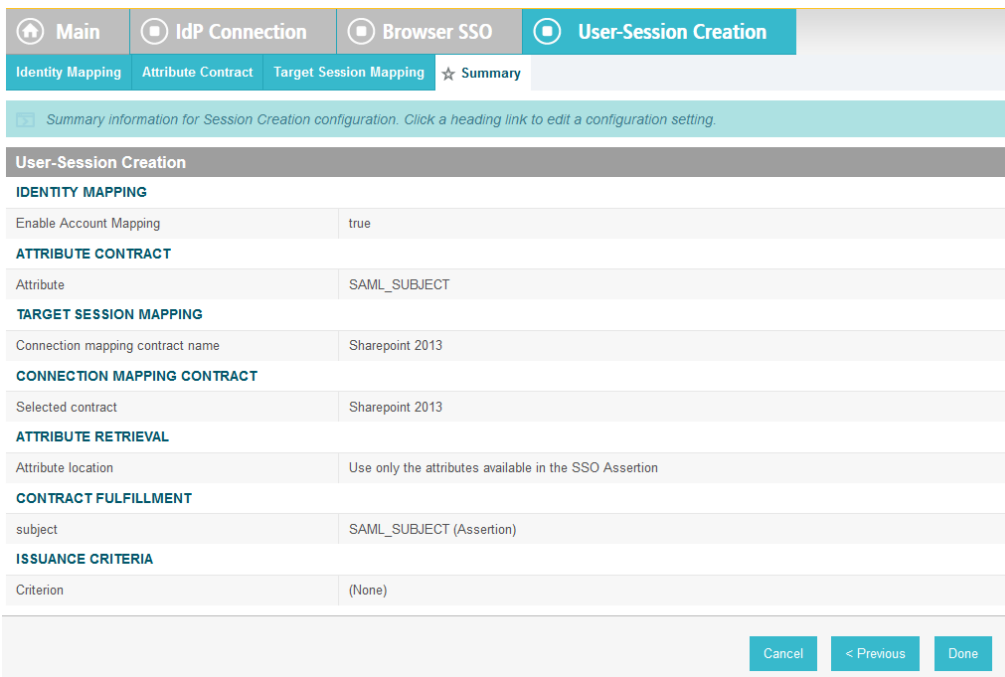 Main IdP Connection Browser SSO User-Session Creation
Identity Mapping Attribute Contract Target Session Mapping Summary
Summary information for Session Creation configuration. Click a heading link to edit a configuration setting.
User-Session Creation
IDENTITY MAPPING
Enable Account Mapping true
ATTRIBUTE CONTRACT
Attribute SAML_SUBJECT
TARGET SESSION MAPPING
Connection mapping contract name Sharepoint 2013
CONNECTION MAPPING CONTRACT
Selected contract Sharepoint 2013
ATTRIBUTE RETRIEVAL
Attribute location Use only the attributes available in the SSO Assertion
CONTRACT FULFILLMENT
subject SAML_SUBJECT (Assertion)
ISSUANCE CRITERIA
Criterion (None)
Cancel < Previous Done